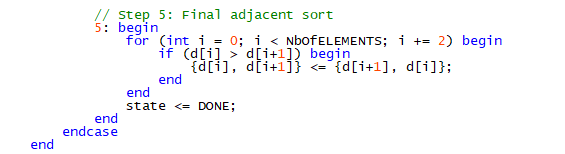 // Step 5: Final adjacent sort
5: begin
for (int i = 0; i < NbOfELEMENTS; i += 2) begin
if (d[i] > d[i+1]) begin
{d[i], d[i+1]} <= {d[i+1], d[i]};
end
end
state <= DONE;
end
endcase
end